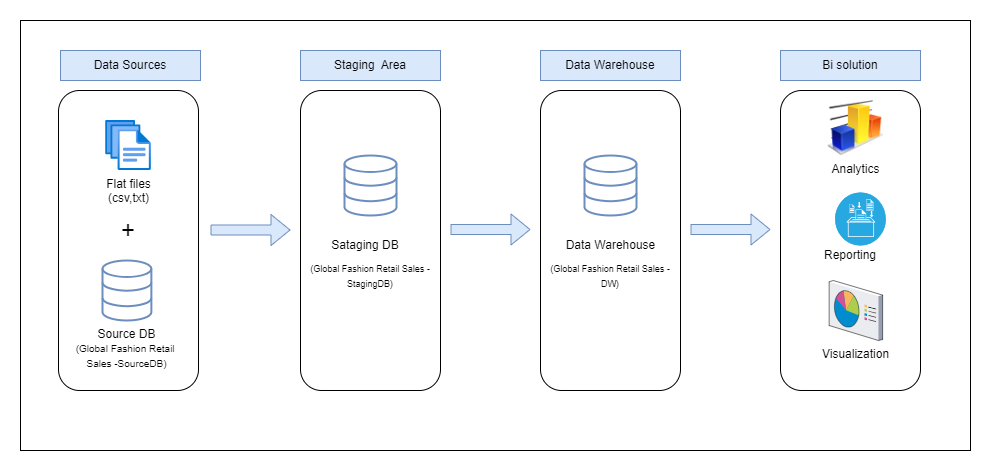 Data Sources
Staging Area
Data Warehouse
Bi solution
Flat files
(csv,txt)
+
Source DB
(Global Fashion Retail
Sales -SourceDB)
Sataging DB
(Global Fashion Retail Sales -
StagingDB)
Data Warehouse
(Global Fashion Retail Sales -
DW)
Analytics
Reporting
Visualization